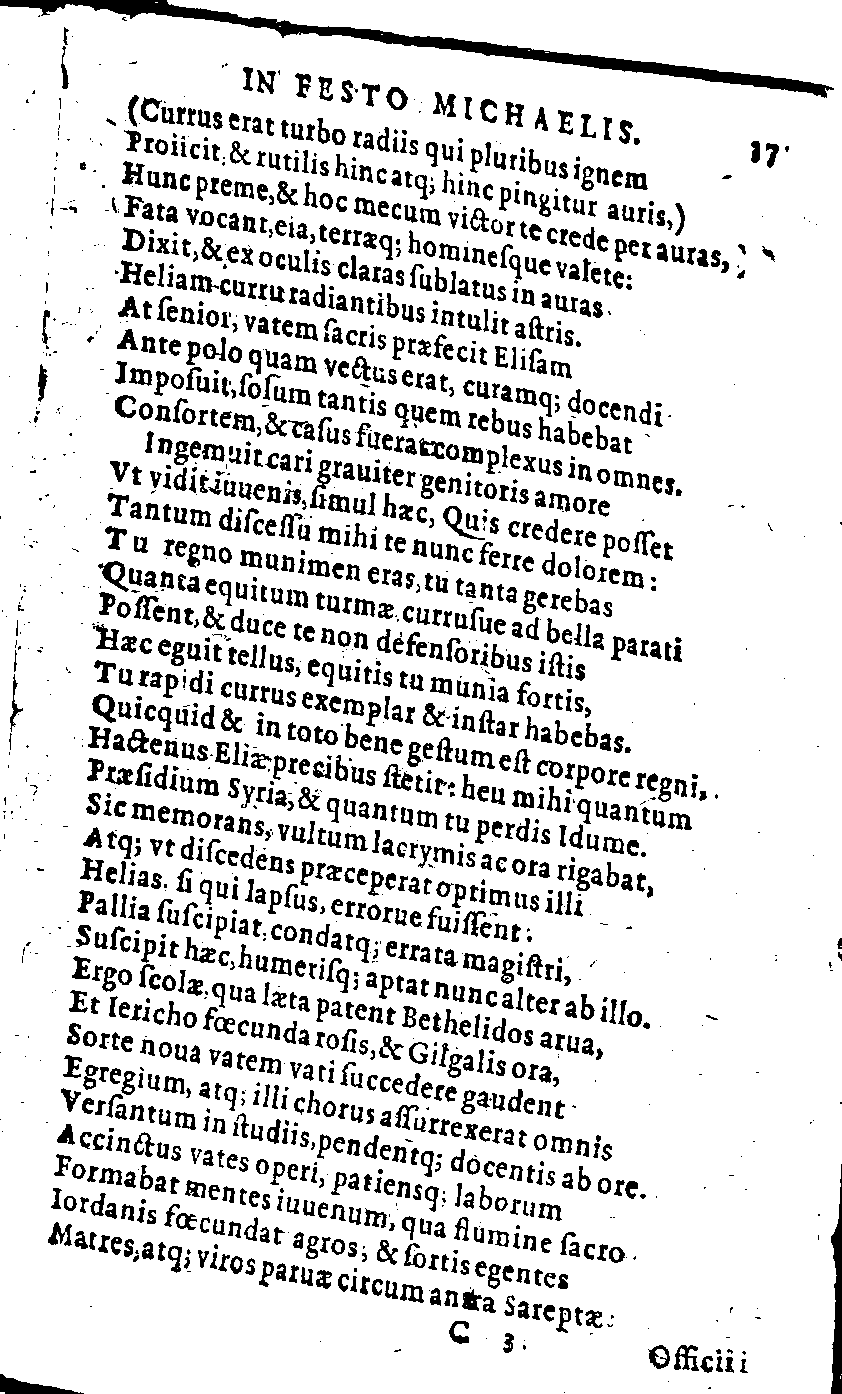 IN FESTO MICHAELIS. 17
(Currus erat turbo radiis qui pluribus ignem
Proiicit, & rutilis hinc atq; hinc pingitur auris,)
Hunc preme, & hoc mecum victor te crede per auras,
Fata vocant, eia, terræq; hominesque valete:
Dixit, & ex oculis claras ſublatus in auras
Heliam curru radiantibus intulit aſtris.
At ſenior, vatem ſacris præfecit Eliſam
Ante polo quam vectus erat, curamq; docendi
Impoſuit, ſoſum tantis quem rebus habebat
Conſortem, & caſus fuerat complexus in omnes.
Ingemuit cari grauiter genitoris amore
Vt vidit iuuenis, ſimul hæc, Quis credere poſſet
Tantum diſceſſu mihi te nunc ferre dolorem:
Tu regno munimen eras, tu tanta gerebas
Quanta equitum turmæ curruſue ad bella parati
Poſſent, & duce te non defenſoribus iſtis
Hæc eguit tellus, equitis tu munia fortis,
Tu rapidi currus exemplar & inſtar habebas.
Quicquid & in toto bene geſtum eſt corpore regni,
Hactenus Eliæ precibus ſtetit: heu mihi quantum
Præſidium Syria, & quantum tu perdis Idume.
Sic memorans, vultum lacrymis ac ora rigabat,
Atq; vt diſcedens præceperat optimus illi
Helias. ſi qui lapſus, errorue fuiſſent:
Pallia ſuſcipiat, condatq; errata magiſtri,
Suſcipit hæc, humeriſq; aptat nunc alter ab illo.
Ergo ſcolæ, qua læta patent Bethelidos arua,
Et Iericho fœcunda roſis, & Gilgalis ora,
Sorte noua vatem vati ſuccedere gaudent
Egregium, atq; illi chorus aſſurrexerat omnis
Verſantum in ſtudiis, pendentq; docentis ab ore.
Accinctus vates operi, patiensq; laborum
Formabat mentes iuuenum, qua flumine ſacro
Iordanis fœcundat agros, & ſortis egentes
Matres, atq; viros paruæ circum antra Sareptæ:
C 3.
Officii